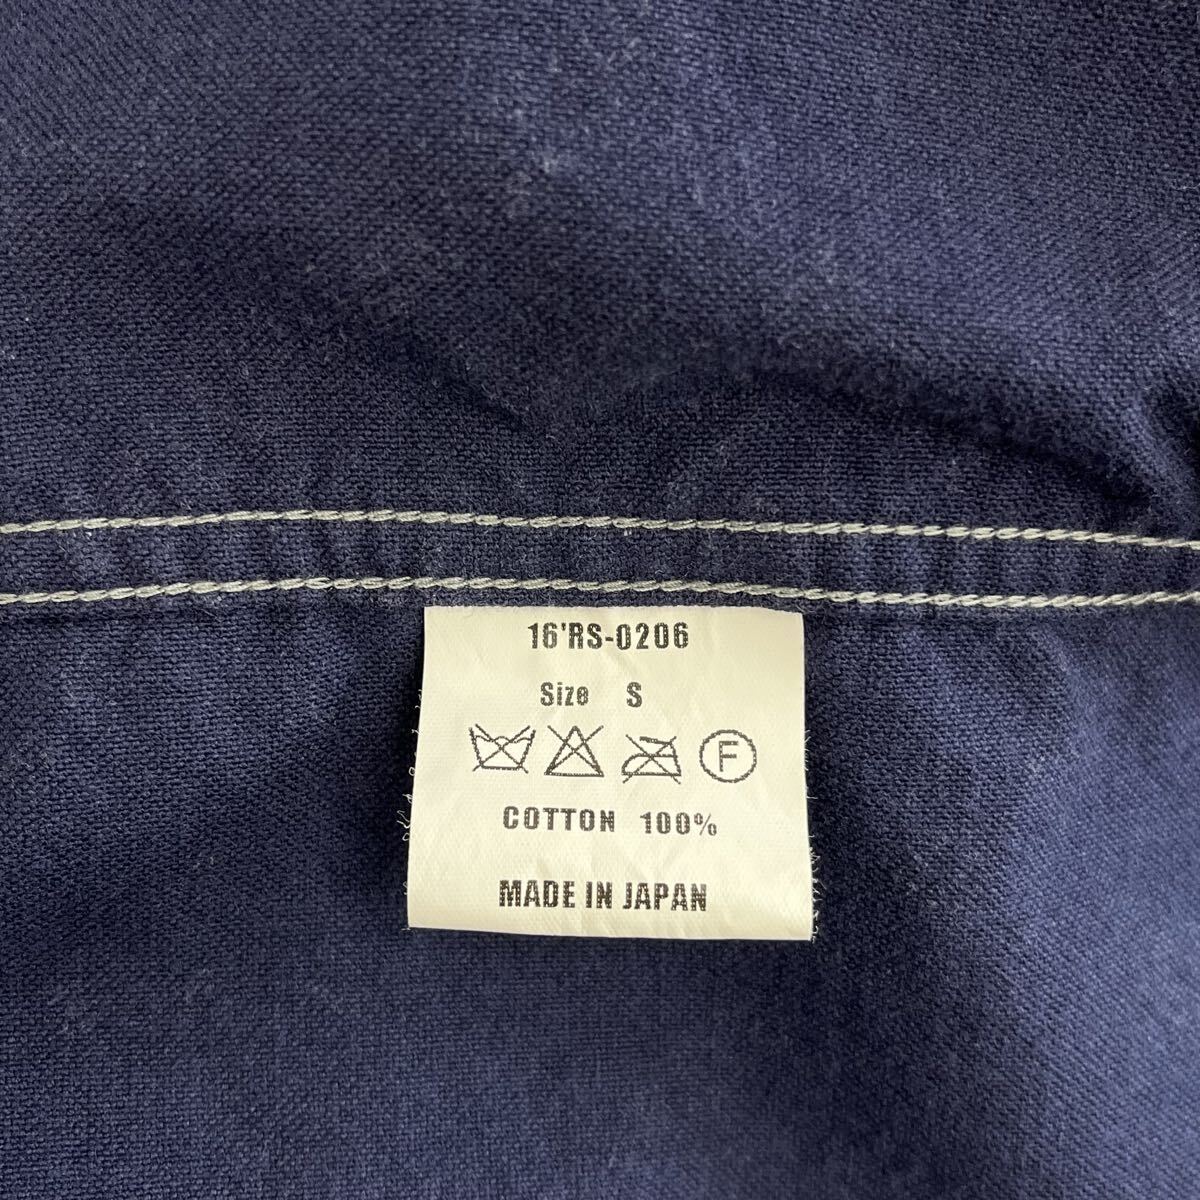 16'RS-0206
Size S
F
COTTON 100%
MADE IN JAPAN